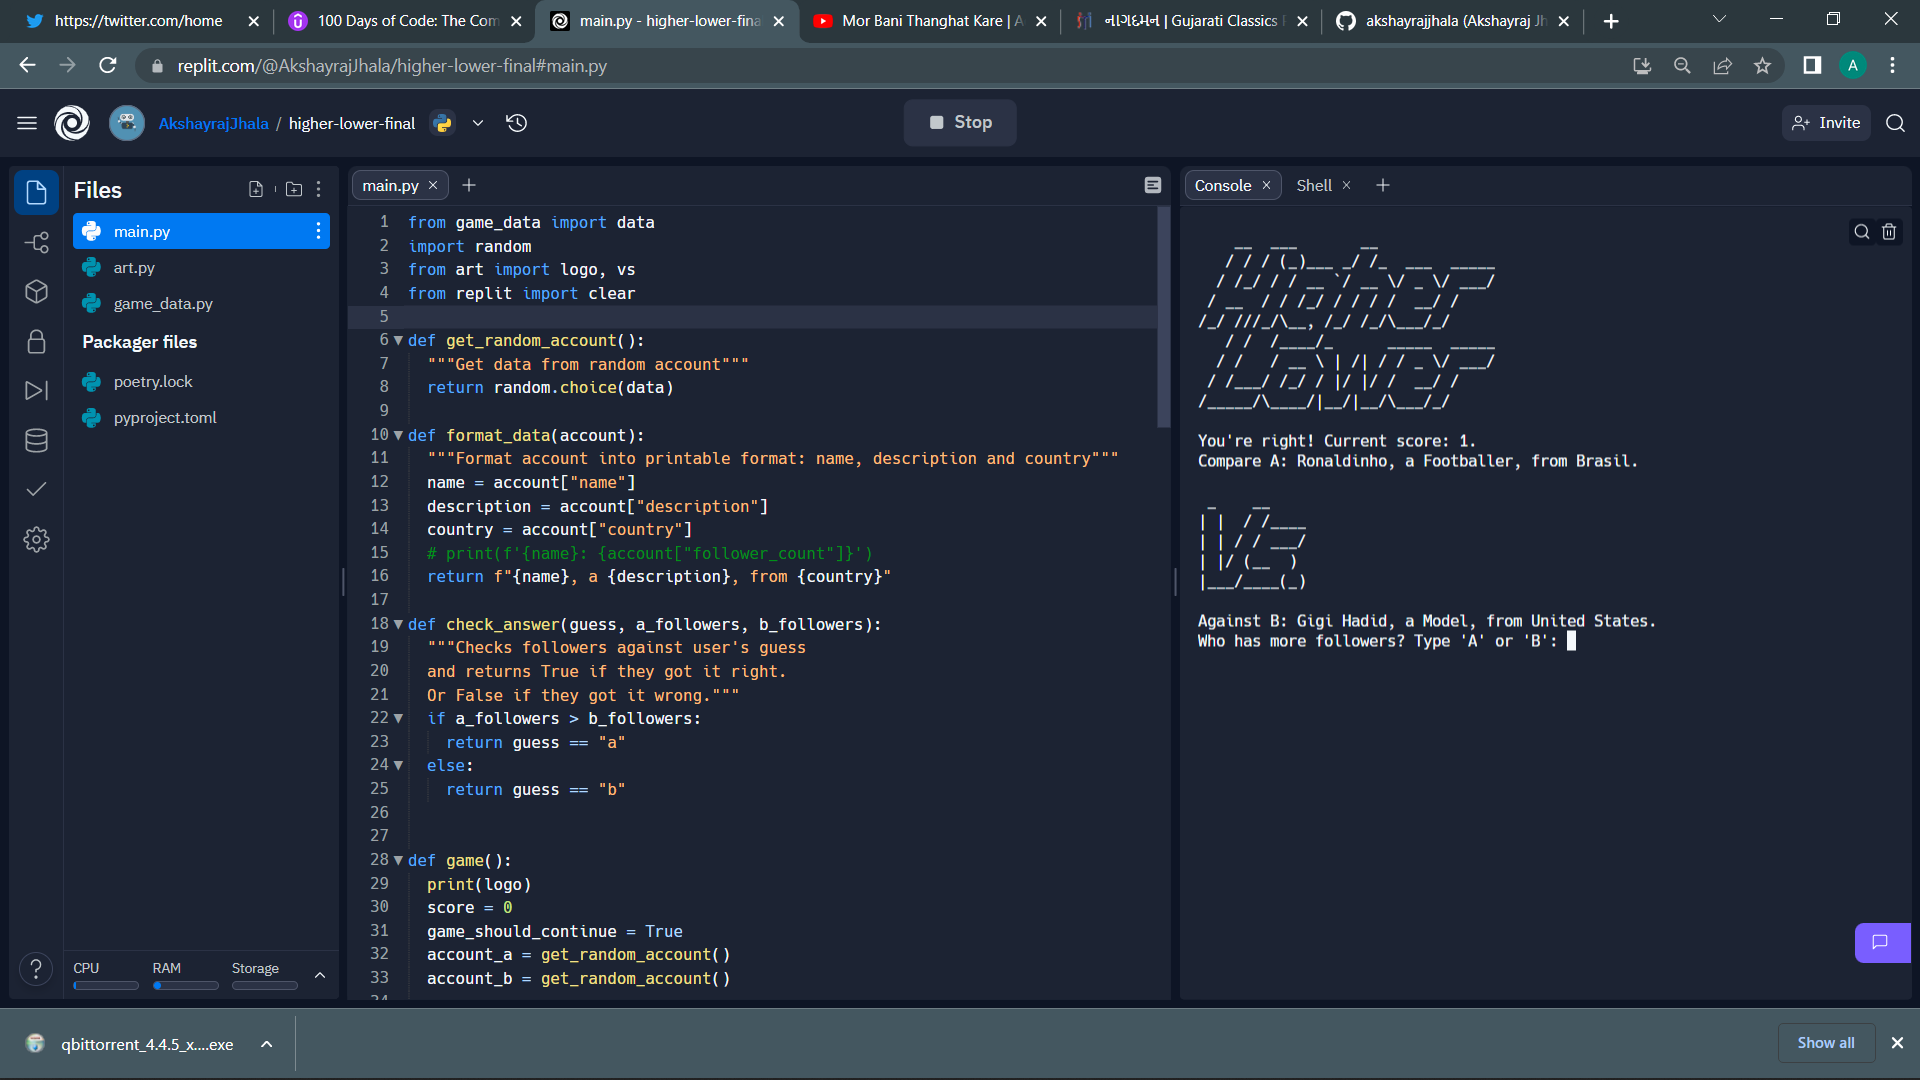 https://twitter.com/home
100 Days of Code: The Com
main.py - higher-lower-fina
Mor Bani Thanghat Kare | A
નાગદમન | Gujarati Classics
akshayrajjhala (Akshayraj Jh
replit.com/@AkshayrajJhala/higher-lower-final#main.py
A
AkshayrajJhala / higher-lower-final
Stop
Invite
Files
main.py
art.py
game_data.py
Packager files
poetry.lock
pyproject.toml
CPU
RAM
Storage
main.py
1 from game_data import data
2 import random
3 from art import logo, vs
4 from replit import clear
5
6 def get_random_account():
7 """Get data from random account"""
8 return random.choice(data)
9
10 def format_data(account):
11 """Format account into printable format: name, description and country"""
12 name = account["name"]
13 description = account["description"]
14 country = account["country"]
15 # print(f'{name}: {account["follower_count"]}')
16 return f"{name}, a {description}, from {country}"
17
18 def check_answer(guess, a_followers, b_followers):
19 """Checks followers against user's guess
20 and returns True if they got it right.
21 Or False if they got it wrong."""
22 if a_followers > b_followers:
23 return guess == "a"
24 else:
25 return guess == "b"
26
27
28 def game():
29 print(logo)
30 score = 0
31 game_should_continue = True
32 account_a = get_random_account()
33 account_b = get_random_account()
Console
Shell
Higher
Lower
You're right! Current score: 1.
Compare A: Ronaldinho, a Footballer, from Brasil.
Vs.
Against B: Gigi Hadid, a Model, from United States.
Who has more followers? Type 'A' or 'B':
qbittorrent_4.4.5_x....exe
Show all